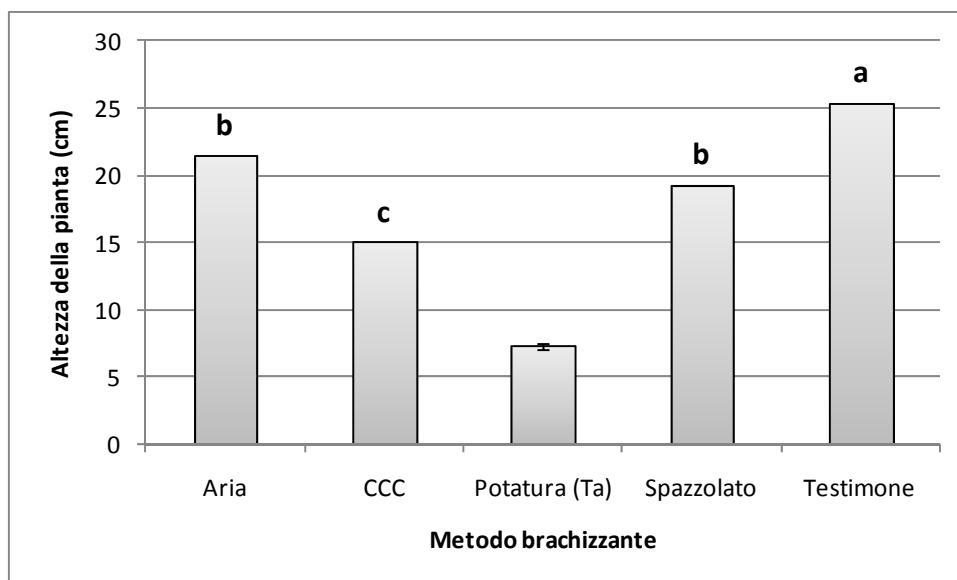 30
25
20
15
10
5
0
Altezza della pianta (cm)
b
c
b
a
Aria
CCC
Potatura (Ta)
Spazzolato
Testimone
Metodo brachizzante